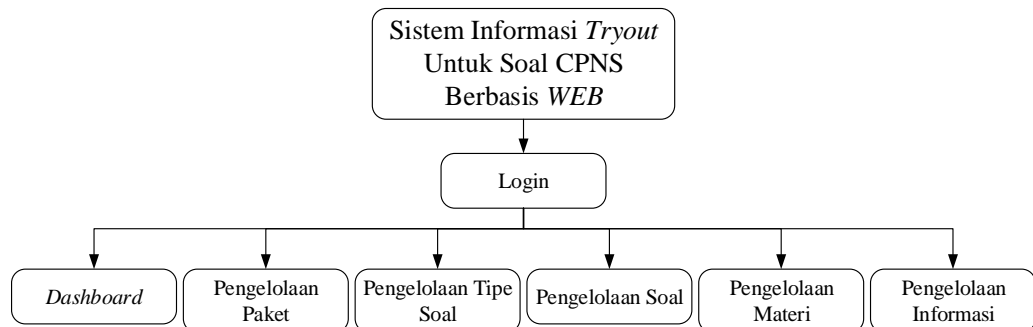 Sistem Informasi Tryout
Untuk Soal CPNS
Berbasis WEB
Login
Dashboard
Pengelolaan
Paket
Pengelolaan Tipe
Soal
Pengelolaan Soal
Pengelolaan
Materi
Pengelolaan
Informasi